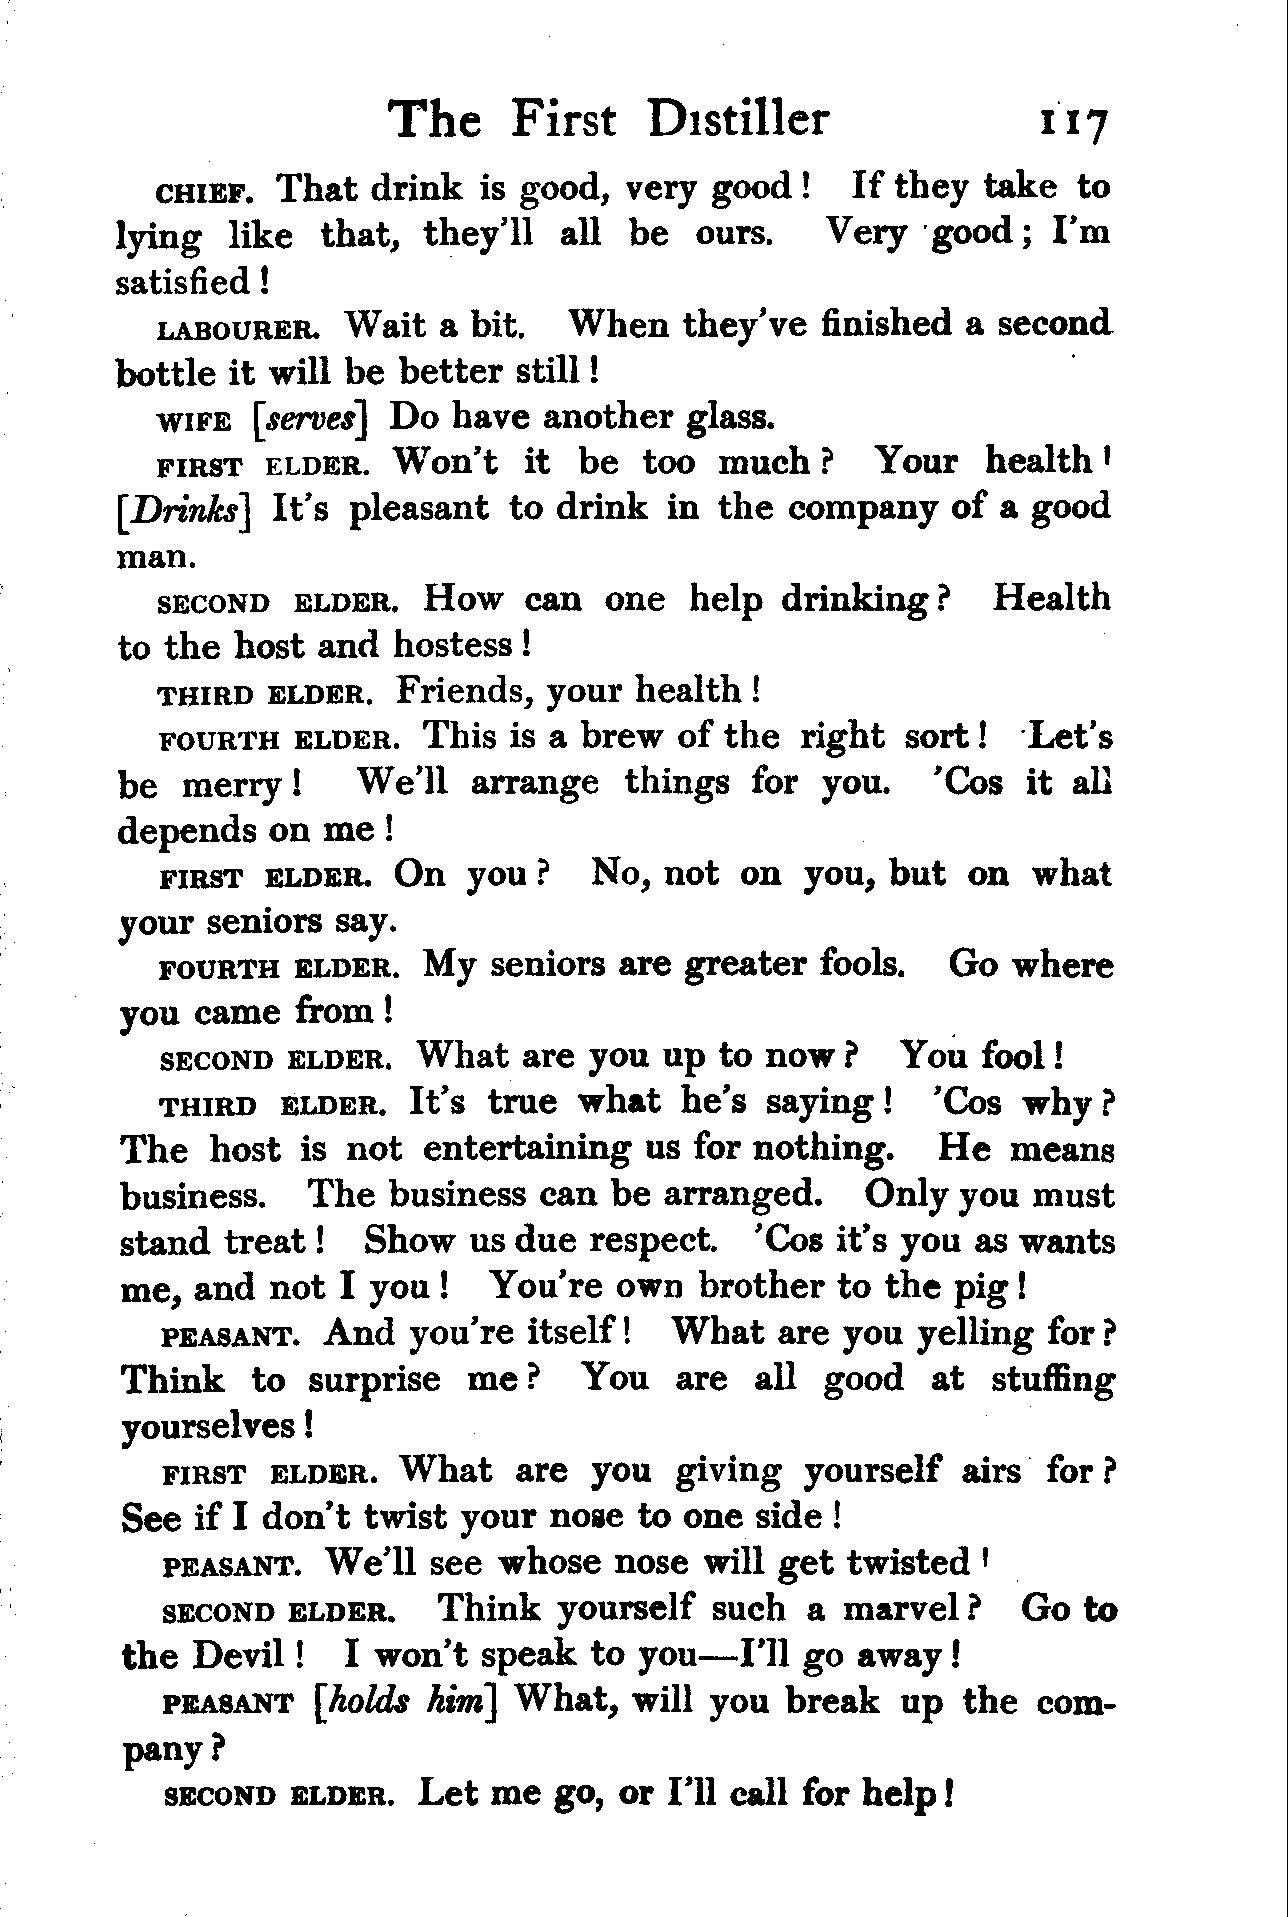 The First Distiller 117
CHIEF. That drink is good, very good! If they take to
lying like that, they'll all be ours. Very good; I'm
satisfied!
LABOURER. Wait a bit. When they've finished a second
bottle it will be better still!
WIFE [serves] Do have another glass.
FIRST ELDER. Won't it be too much? Your health!
[Drinks] It's pleasant to drink in the company of a good
man.
SECOND ELDER. How can one help drinking? Health
to the host and hostess!
THIRD ELDER. Friends, your health!
FOURTH ELDER. This is a brew of the right sort! Let's
be merry! We'll arrange things for you. 'Cos it all
depends on me!
FIRST ELDER. On you? No, not on you, but on what
your seniors say.
FOURTH ELDER. My seniors are greater fools. Go where
you came from!
SECOND ELDER. What are you up to now? You fool!
THIRD ELDER. It's true what he's saying! 'Cos why?
The host is not entertaining us for nothing. He means
business. The business can be arranged. Only you must
stand treat! Show us due respect. 'Cos it's you as wants
me, and not I you! You're own brother to the pig!
PEASANT. And you're itself! What are you yelling for?
Think to surprise me? You are all good at stuffing
yourselves!
FIRST ELDER. What are you giving yourself airs for?
See if I don't twist your nose to one side!
PEASANT. We'll see whose nose will get twisted!
SECOND ELDER. Think yourself such a marvel? Go to
the Devil! I won't speak to you—I'll go away!
PEASANT [holds him] What, will you break up the com-
pany?
SECOND ELDER. Let me go, or I'll call for help!